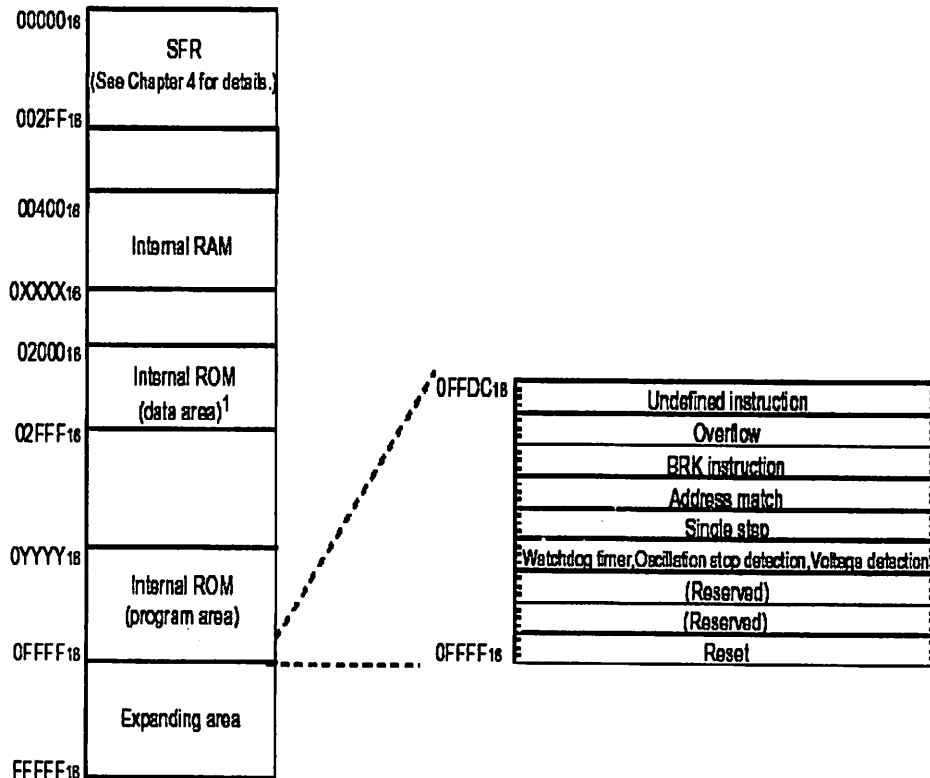 0000016
SFR
(See Chapter 4 for details.)
002FF16
0040016
Internal RAM
0XXXX16
0200016
Internal ROM
(data area)1
02FFF16
0YYYY16
Internal ROM
(program area)
0FFFF16
Expanding area
FFFFF16
0FFDC16
Undefined instruction
Overflow
BRK instruction
Address match
Single step
Watchdog timer,Oscillation stop detection,Voltage detection
(Reserved)
(Reserved)
Reset
0FFFF16